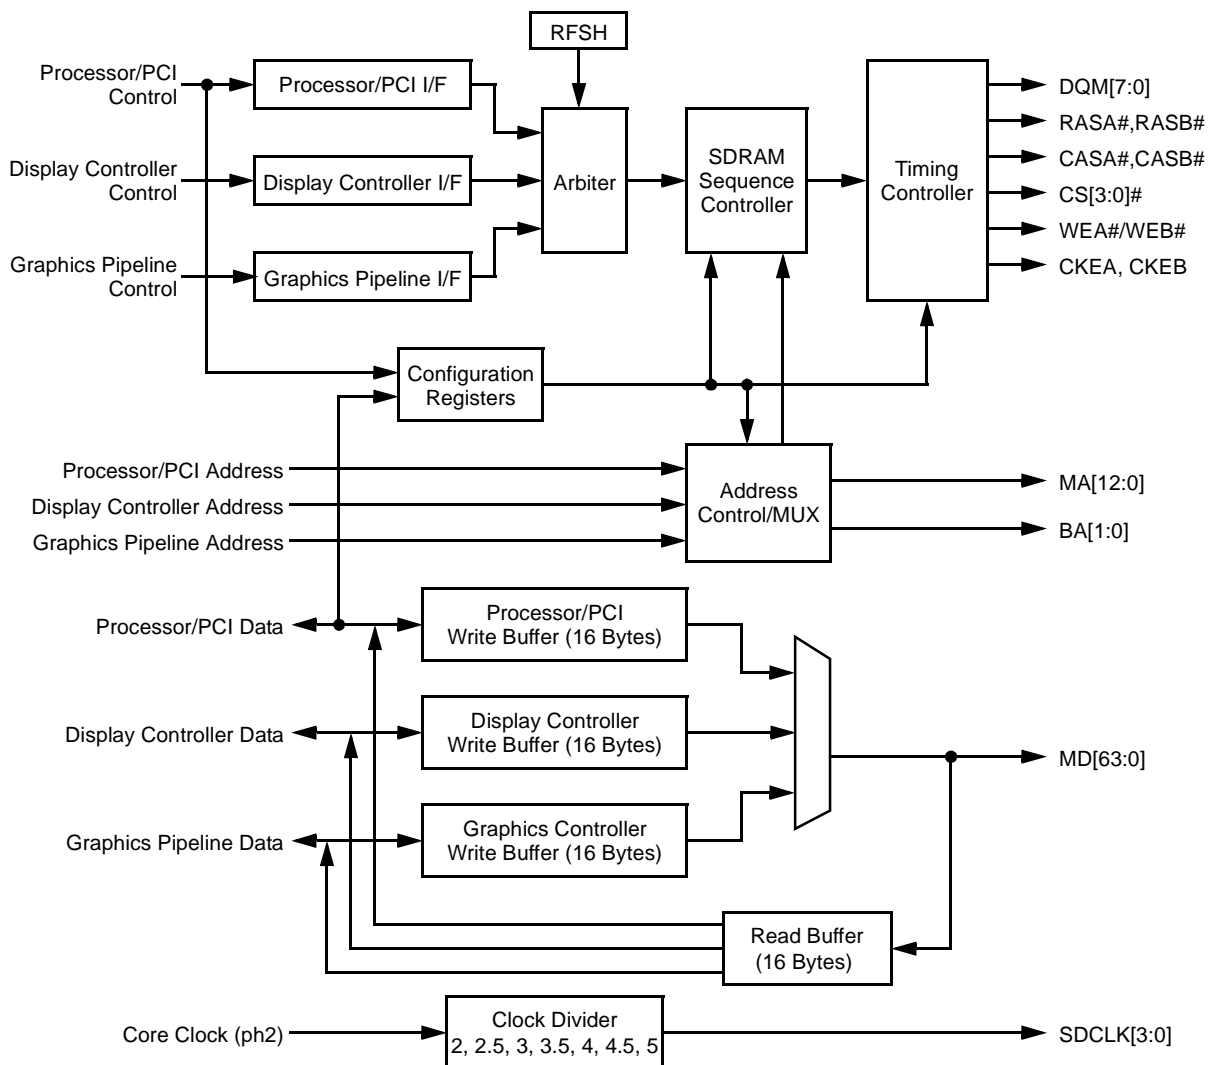 RFSH
Processor/PCI
Control
Processor/PCI I/F
Display Controller
Control
Display Controller I/F
Graphics Pipeline
Control
Graphics Pipeline I/F
Arbiter
SDRAM
Sequence
Controller
Timing
Controller
DQM[7:0]
RASA#,RASB#
CASA#,CASB#
CS[3:0]#
WEA#/WEB#
CKEA, CKEB
Configuration
Registers
Processor/PCI Address
Display Controller Address
Graphics Pipeline Address
Address
Control/MUX
MA[12:0]
BA[1:0]
Processor/PCI Data
Processor/PCI
Write Buffer (16 Bytes)
Display Controller Data
Display Controller
Write Buffer (16 Bytes)
Graphics Pipeline Data
Graphics Controller
Write Buffer (16 Bytes)
MD[63:0]
Read Buffer
(16 Bytes)
Core Clock (ph2)
Clock Divider
2, 2.5, 3, 3.5, 4, 4.5, 5
SDCLK[3:0]